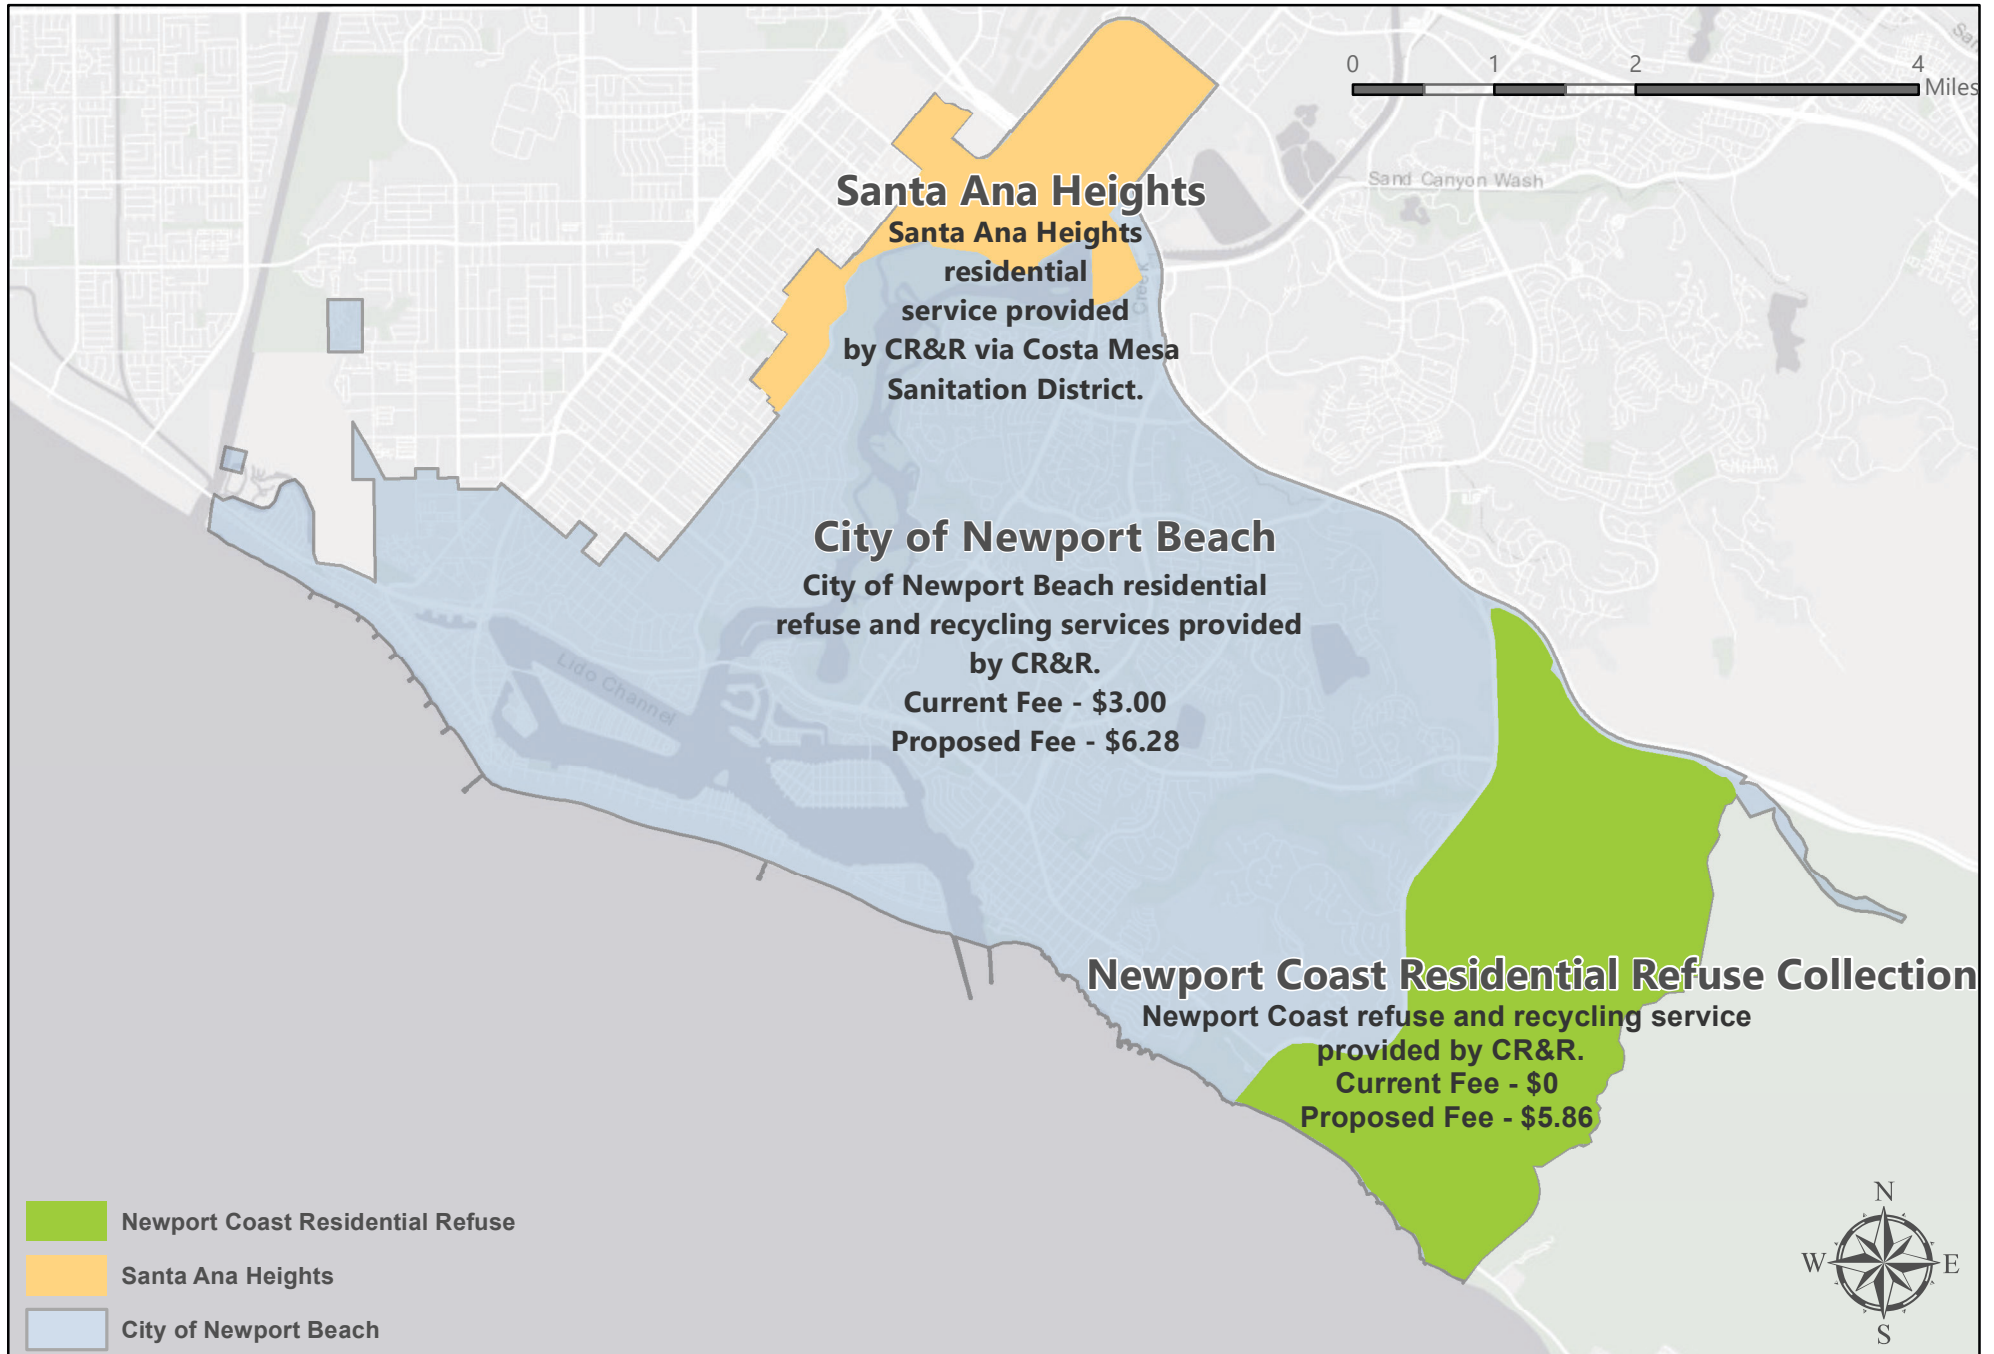 0 1 2 4
Miles
San
Sand Canyon Wash
Santa Ana Heights
Santa Ana Heights
residential
service provided
by CR&R via Costa Mesa
Sanitation District.
Creek
City of Newport Beach
City of Newport Beach residential
refuse and recycling services provided
by CR&R.
Current Fee - $3.00
Proposed Fee - $6.28
Lido Channel
Newport Coast Residential Refuse Collection
Newport Coast refuse and recycling service
provided by CR&R.
Current Fee - $0
Proposed Fee - $5.86
Newport Coast Residential Refuse
Santa Ana Heights
City of Newport Beach
N
W E
S